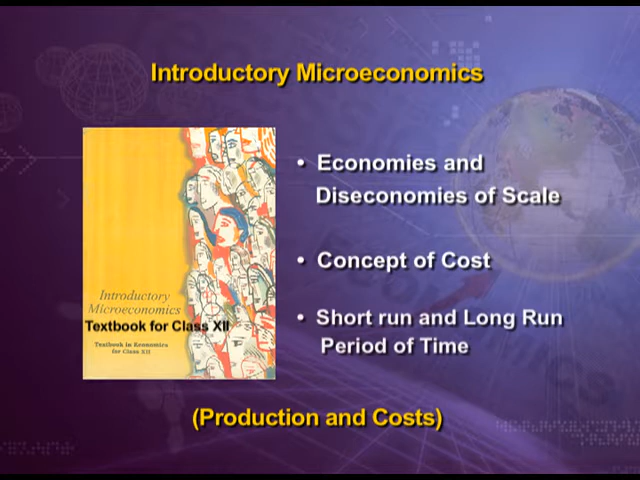 Introductory Microeconomics
• Economies and
Diseconomies of Scale
• Concept of Cost
• Short run and Long Run
Period of Time
Introductory
Microeconomics
Textbook for Class XII
Textbook in Economics
for Class XII
(Production and Costs)